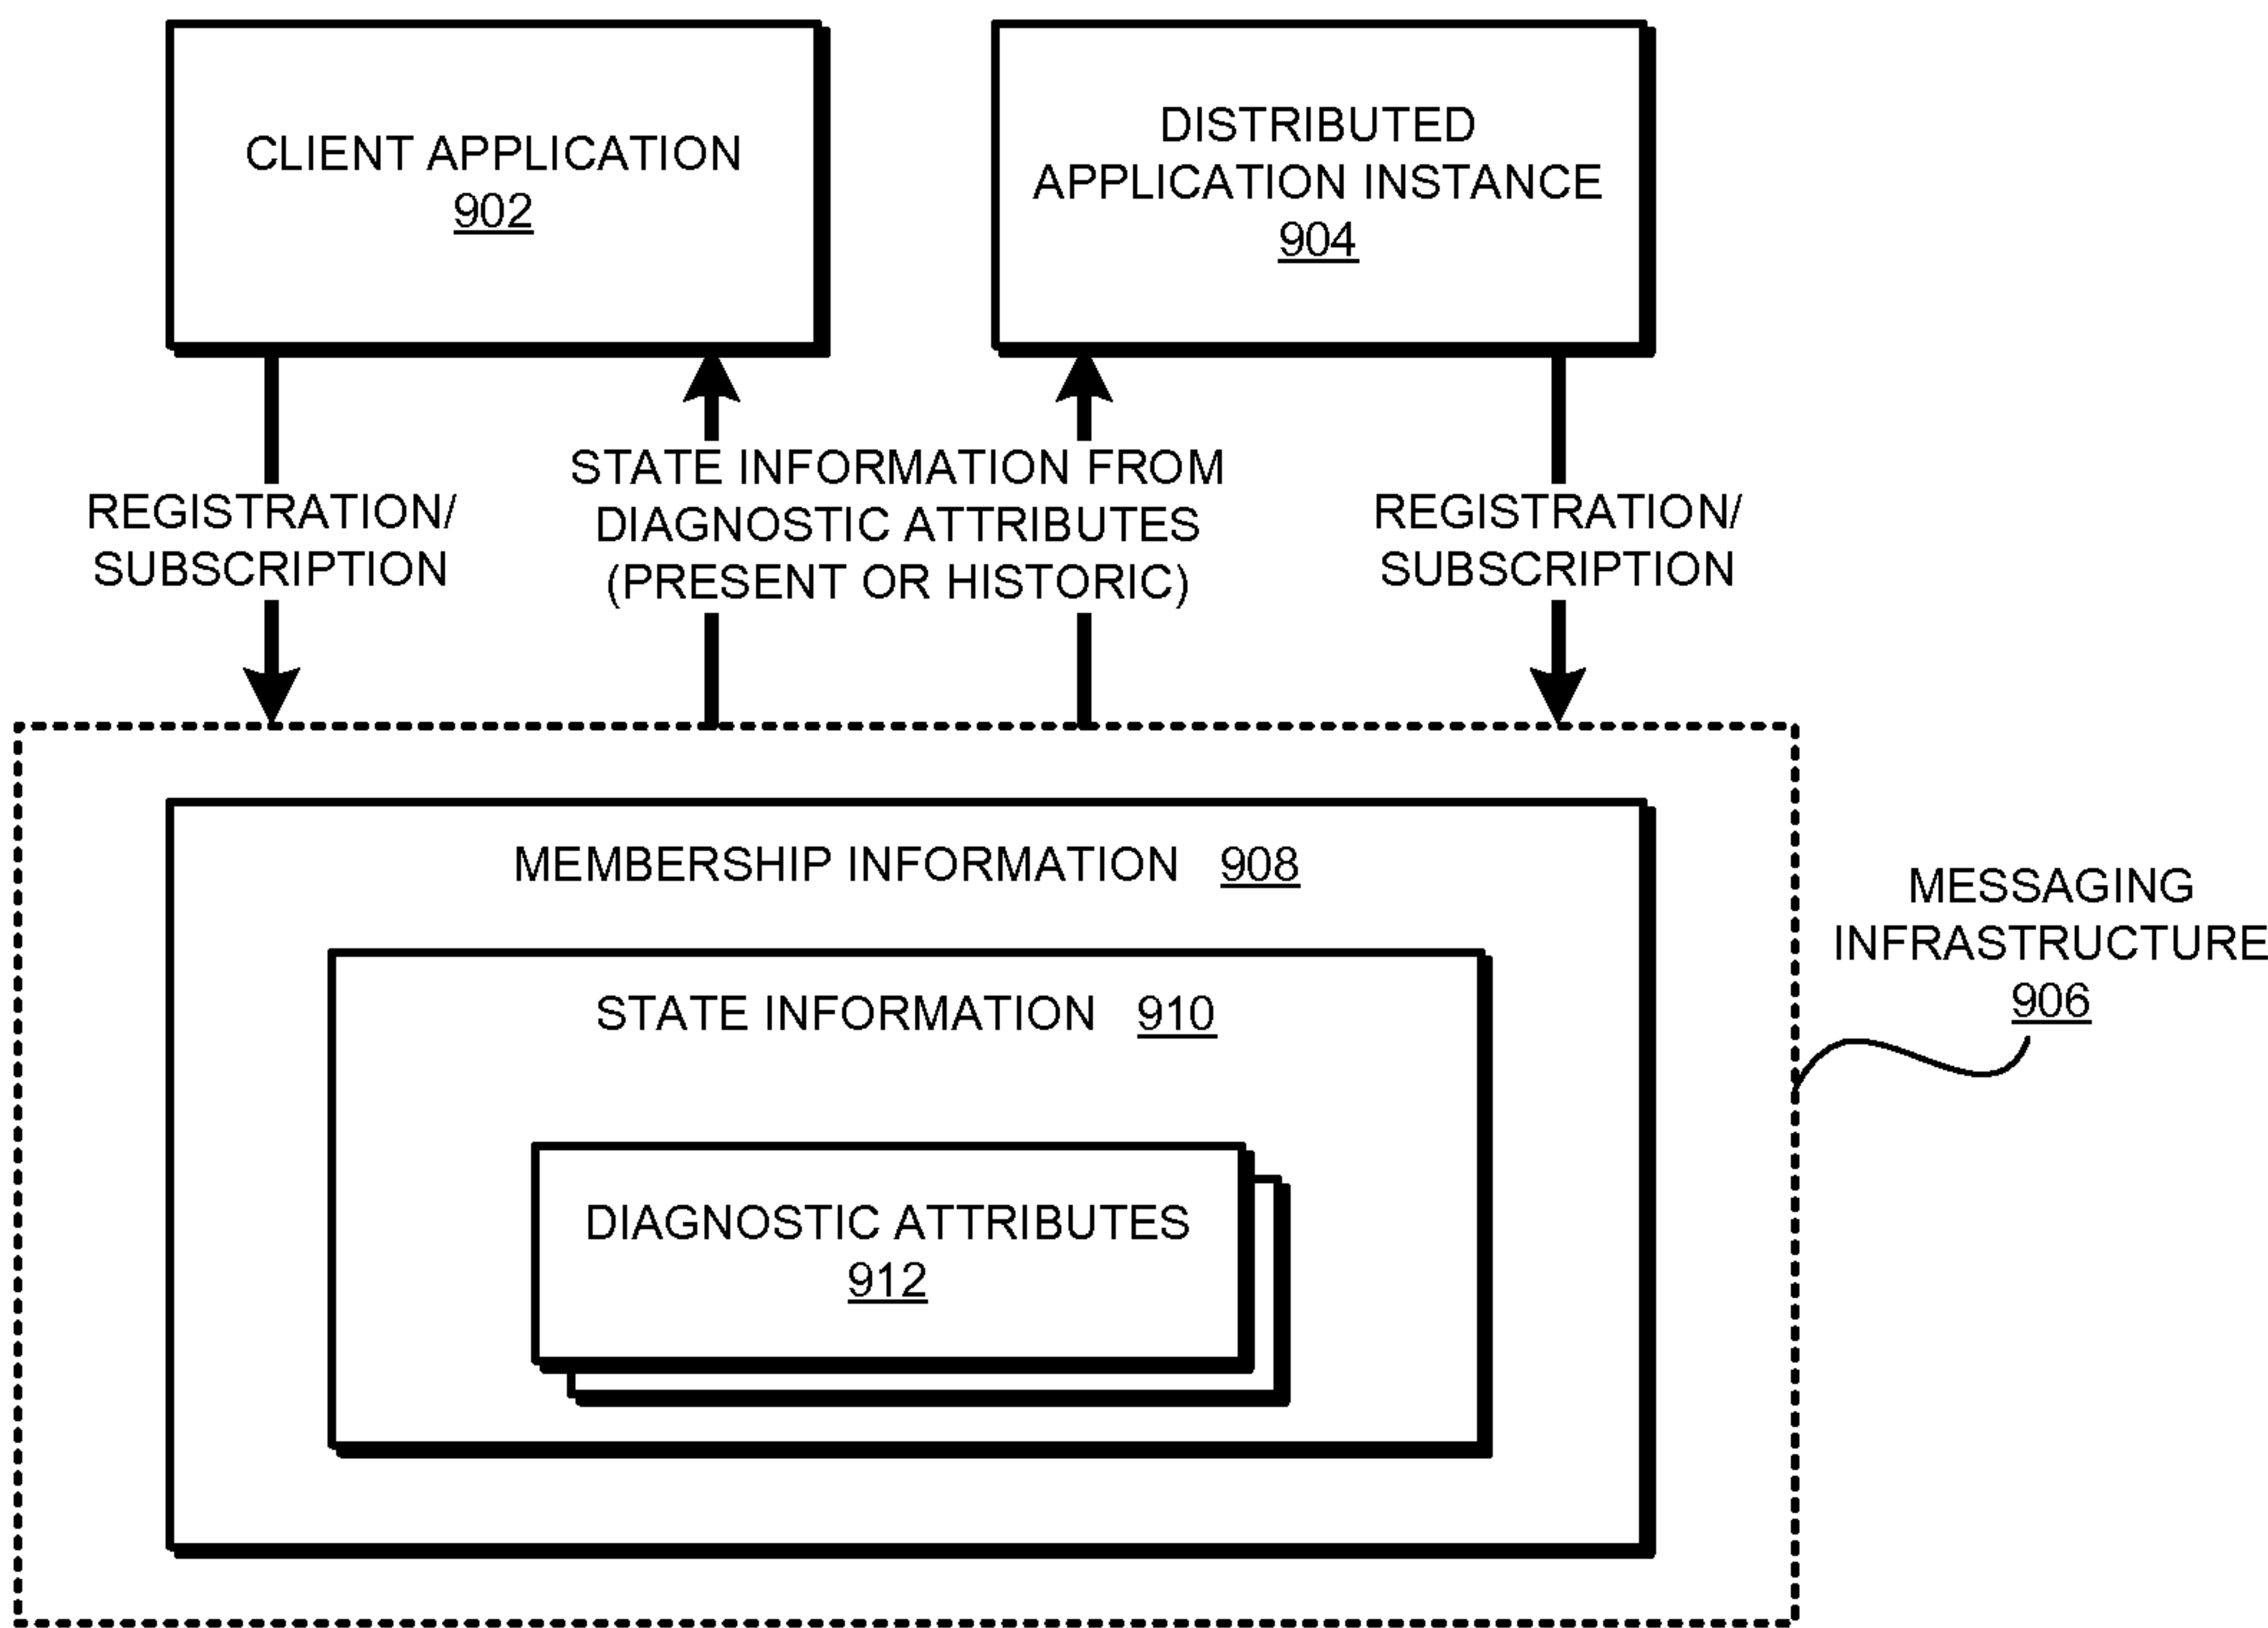 CLIENT APPLICATION
902
DISTRIBUTED
APPLICATION INSTANCE
904
REGISTRATION/
SUBSCRIPTION
STATE INFORMATION FROM
DIAGNOSTIC ATTRIBUTES
(PRESENT OR HISTORIC)
REGISTRATION/
SUBSCRIPTION
MEMBERSHIP INFORMATION 908
STATE INFORMATION 910
DIAGNOSTIC ATTRIBUTES
912
MESSAGING
INFRASTRUCTURE
906